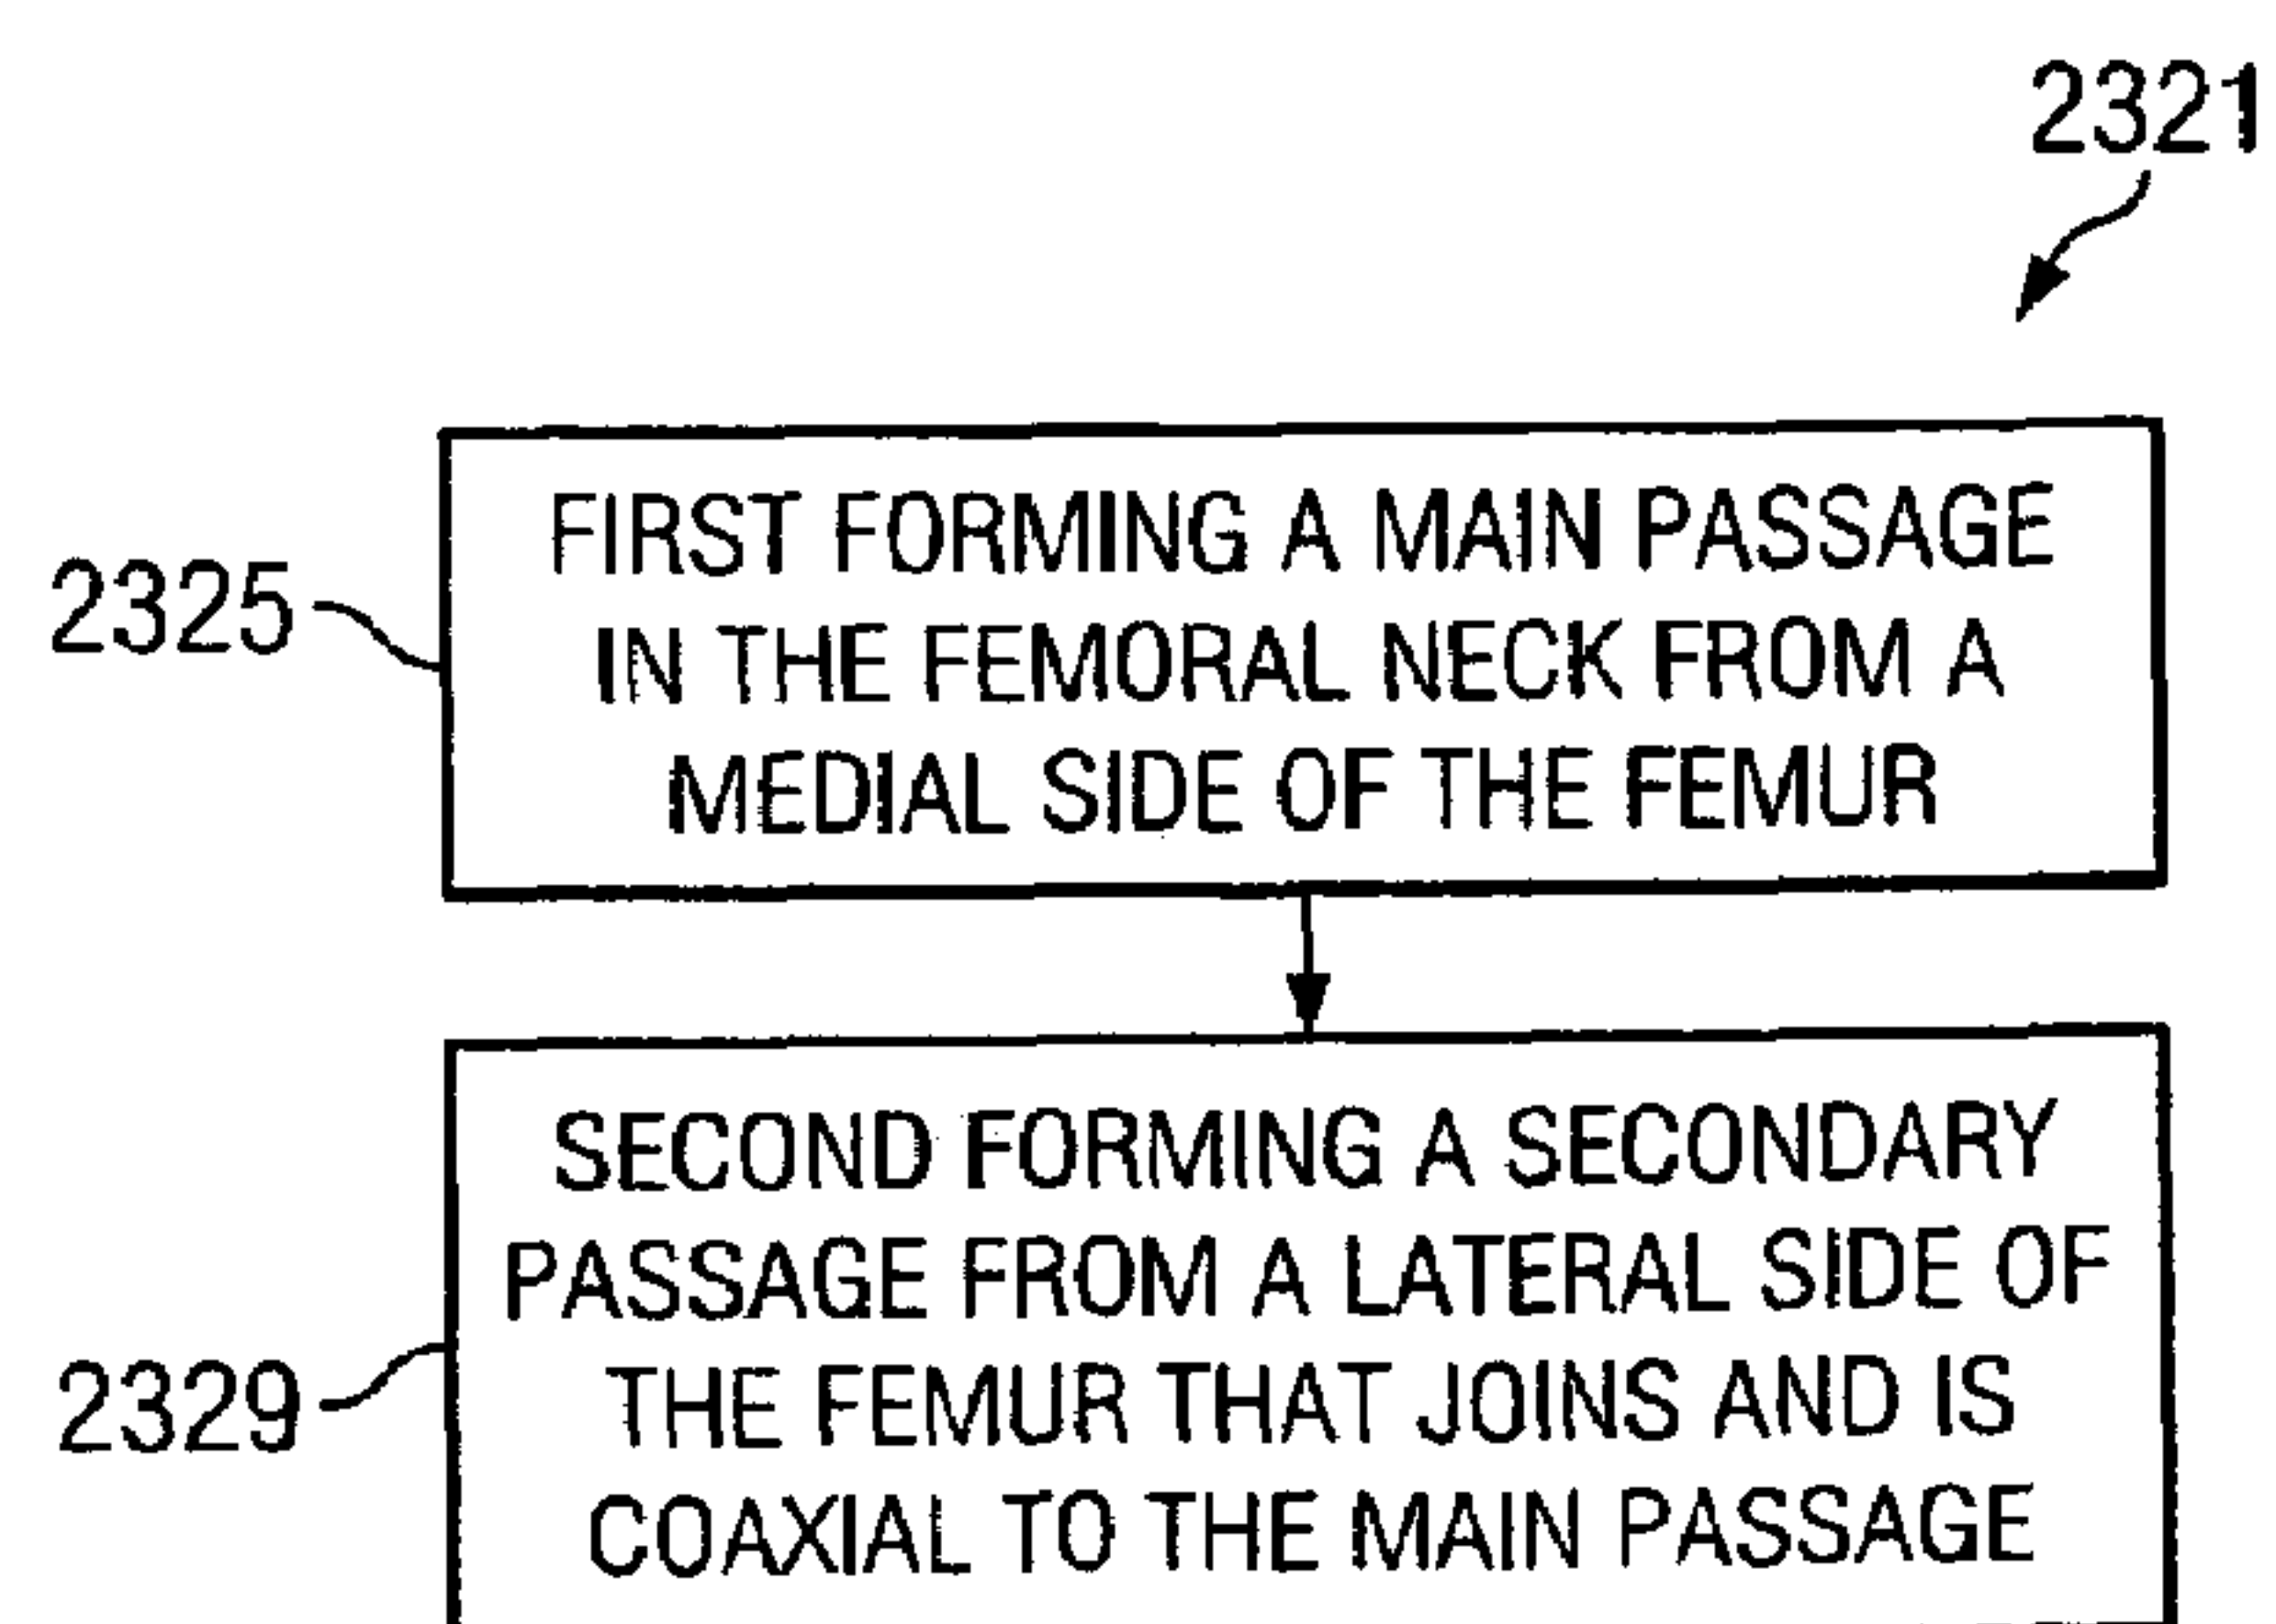 2321
2325
FIRST FORMING A MAIN PASSAGE
IN THE FEMORAL NECK FROM A
MEDIAL SIDE OF THE FEMUR
2329
SECOND FORMING A SECONDARY
PASSAGE FROM A LATERAL SIDE OF
THE FEMUR THAT JOINS AND IS
COAXIAL TO THE MAIN PASSAGE